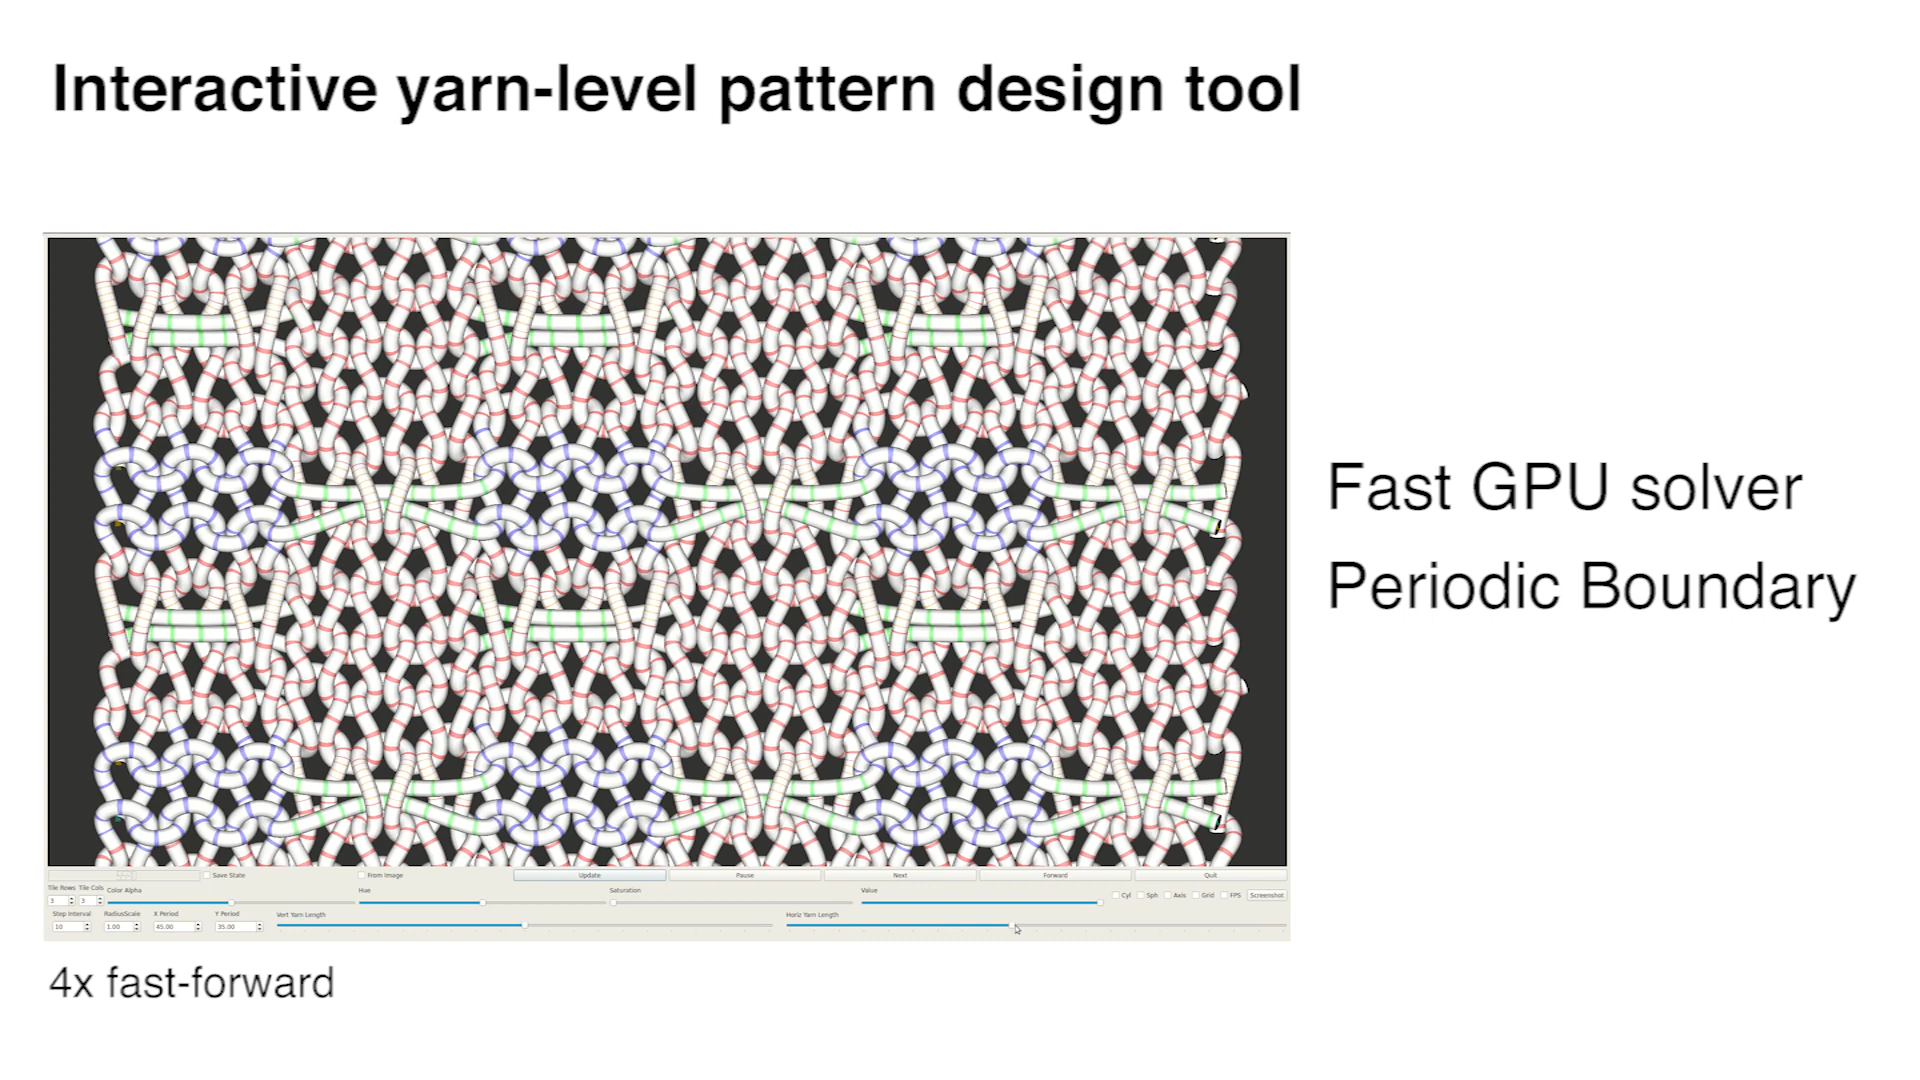 Interactive yarn-level pattern design tool
Fast GPU solver
Periodic Boundary
Save State
From Image
Update
Pause
Next
Forward
Quit
Tile Rows Tile Cols Color Alpha
Hue
Saturation
Value
3 3
Cyl Sph Axis Grid FPS Screenshot
Step Interval RadiusScale X Period Y Period Vert Yarn Length
Horiz Yarn Length
10 1.00 45.00 35.00
4x fast-forward